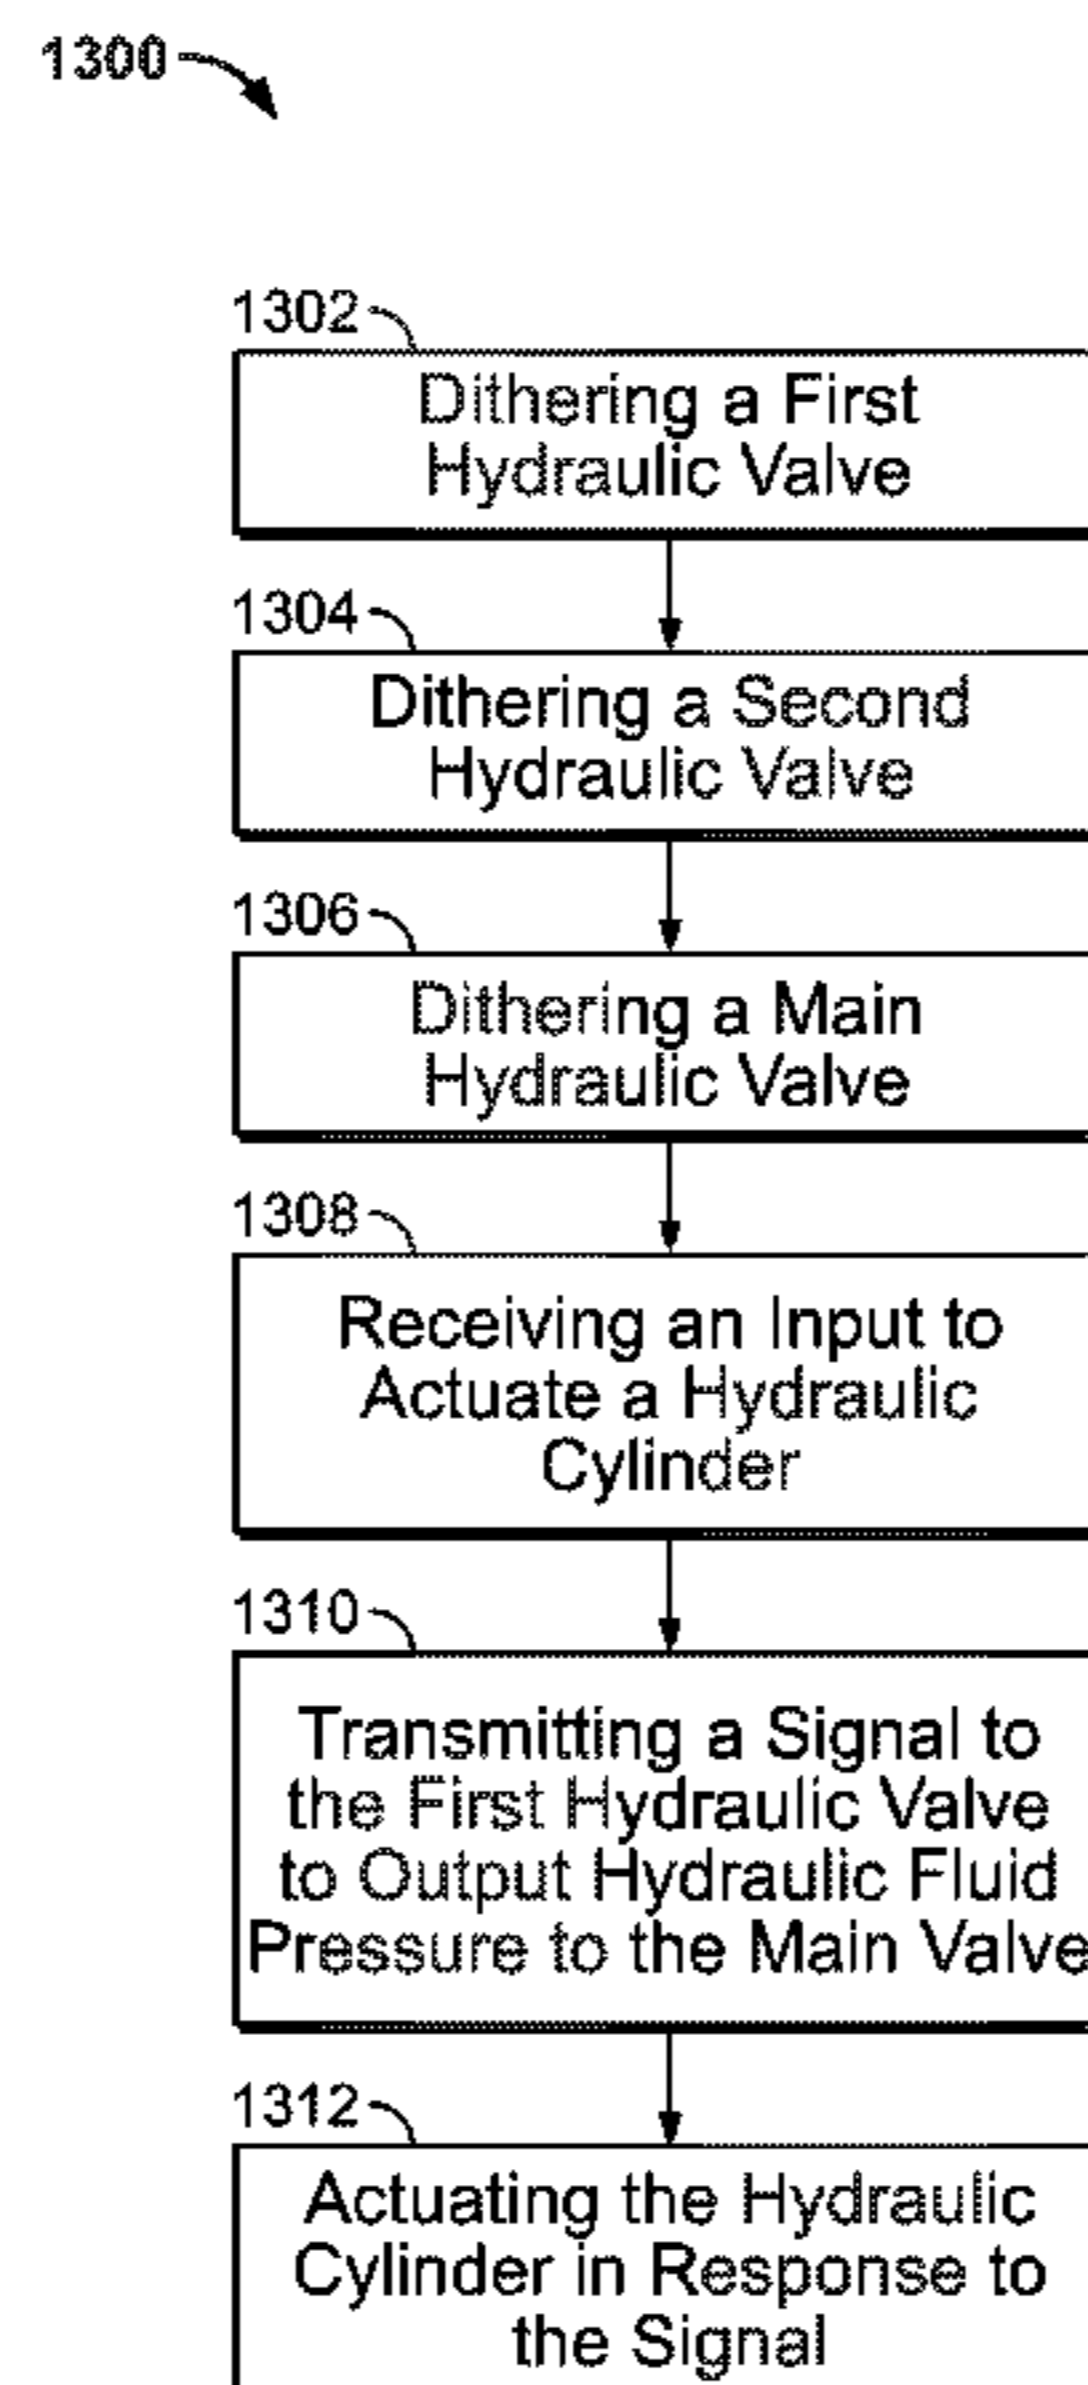 1300
1302
Dithering a First
Hydraulic Valve
1304
Dithering a Second
Hydraulic Valve
1306
Dithering a Main
Hydraulic Valve
1308
Receiving an Input to
Actuate a Hydraulic
Cylinder
1310
Transmitting a Signal to
the First Hydraulic Valve
to Output Hydraulic Fluid
Pressure to the Main Valve
1312
Actuating the Hydraulic
Cylinder in Response to
the Signal